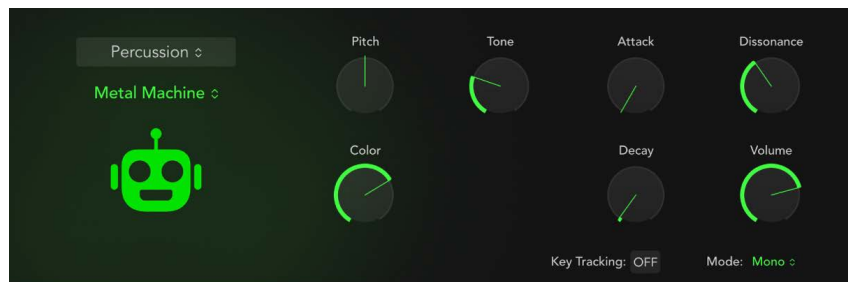 Percussion
Metal Machine
Pitch
Tone
Attack
Dissonance
Color
Decay
Volume
Key Tracking: OFF
Mode: Mono